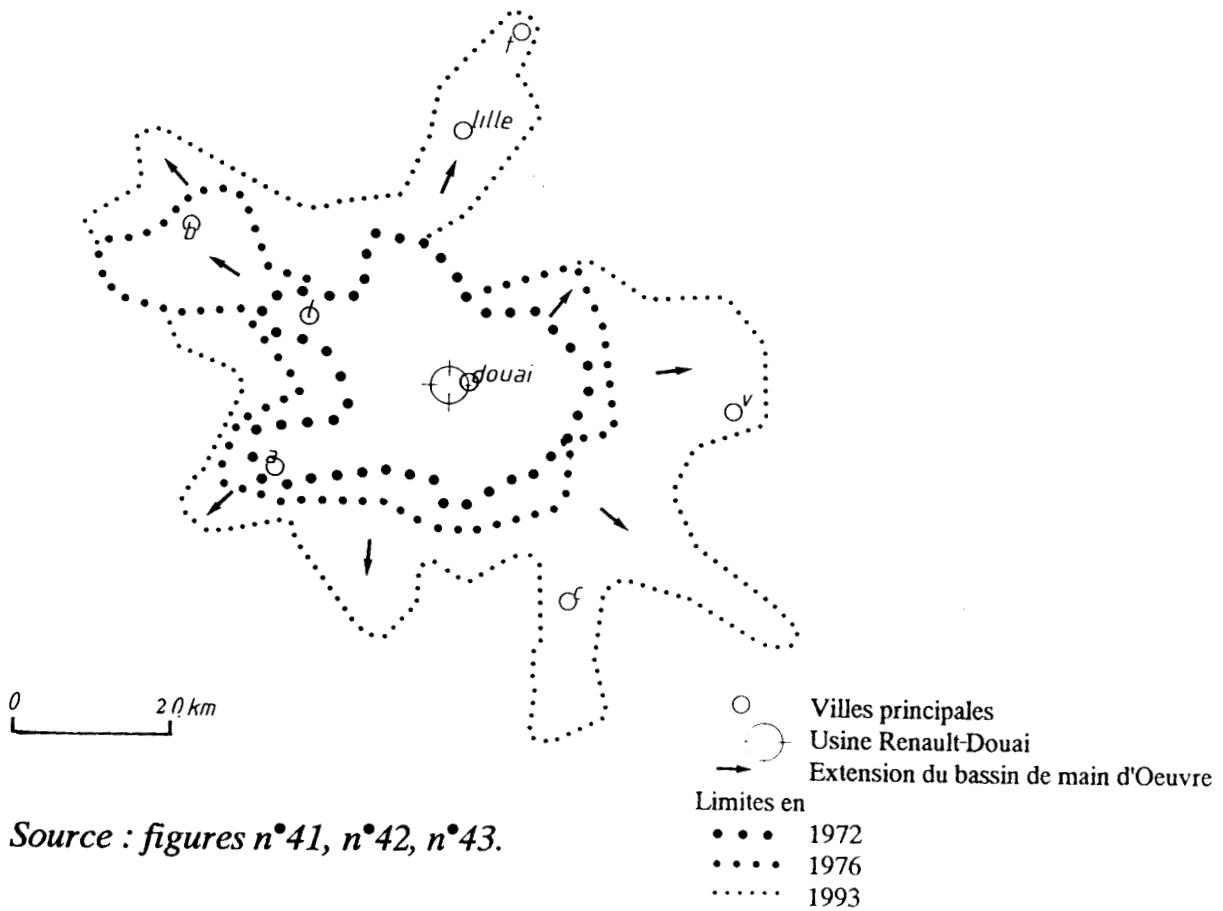 t
lille
b
l
douai
v
a
c
0 20 km
Villes principales
Usine Renault-Douai
Extension du bassin de main d'Oeuvre
Limites en
1972
1976
1993
Source : figures n°41, n°42, n°43.